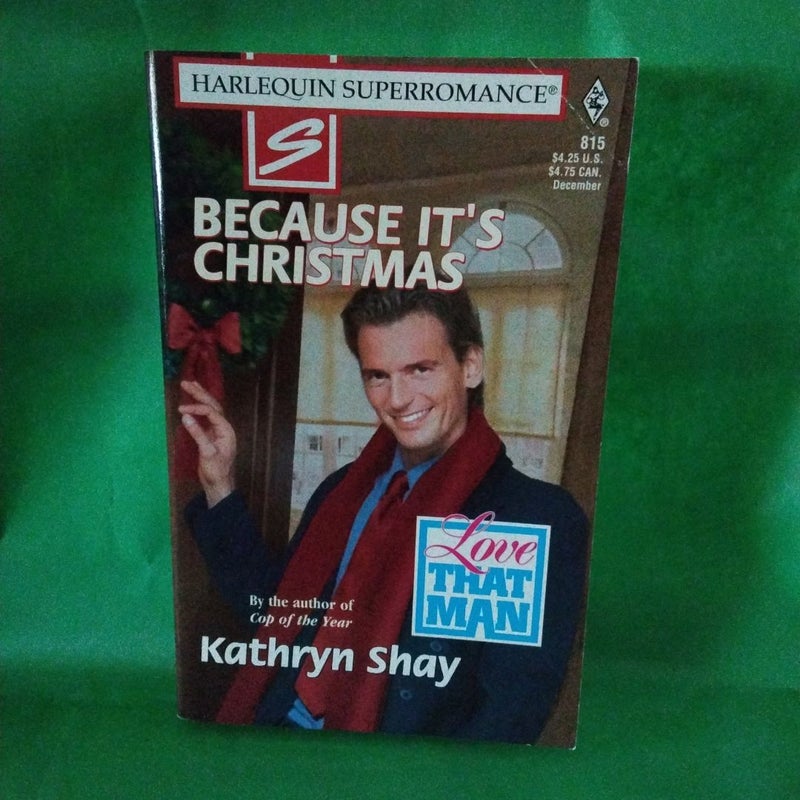 HARLEQUIN SUPERROMANCE®
S
815
$4.25 U.S.
$4.75 CAN.
December
BECAUSE IT'S
CHRISTMAS
Love
THAT
MAN
By the author of
Cop of the Year
Kathryn Shay